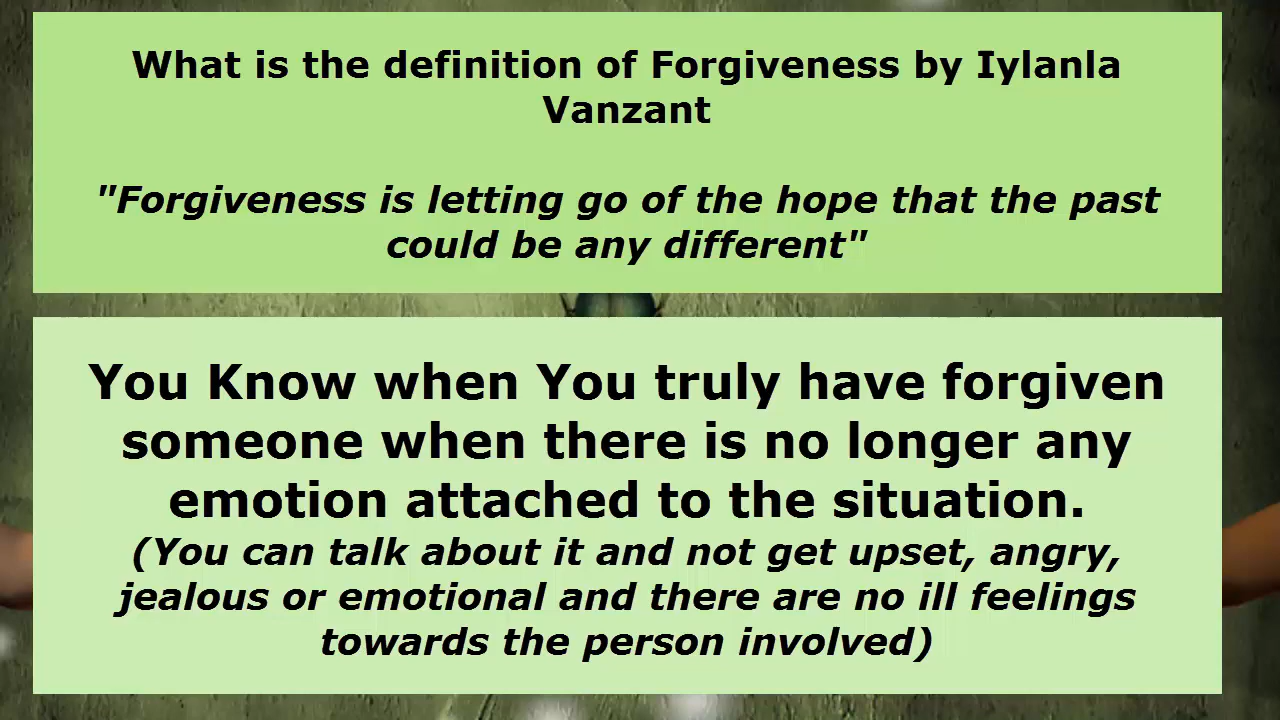 What is the definition of Forgiveness by Iylanla
Vanzant
"Forgiveness is letting go of the hope that the past
could be any different"
You Know when You truly have forgiven
someone when there is no longer any
emotion attached to the situation.
(You can talk about it and not get upset, angry,
jealous or emotional and there are no ill feelings
towards the person involved)